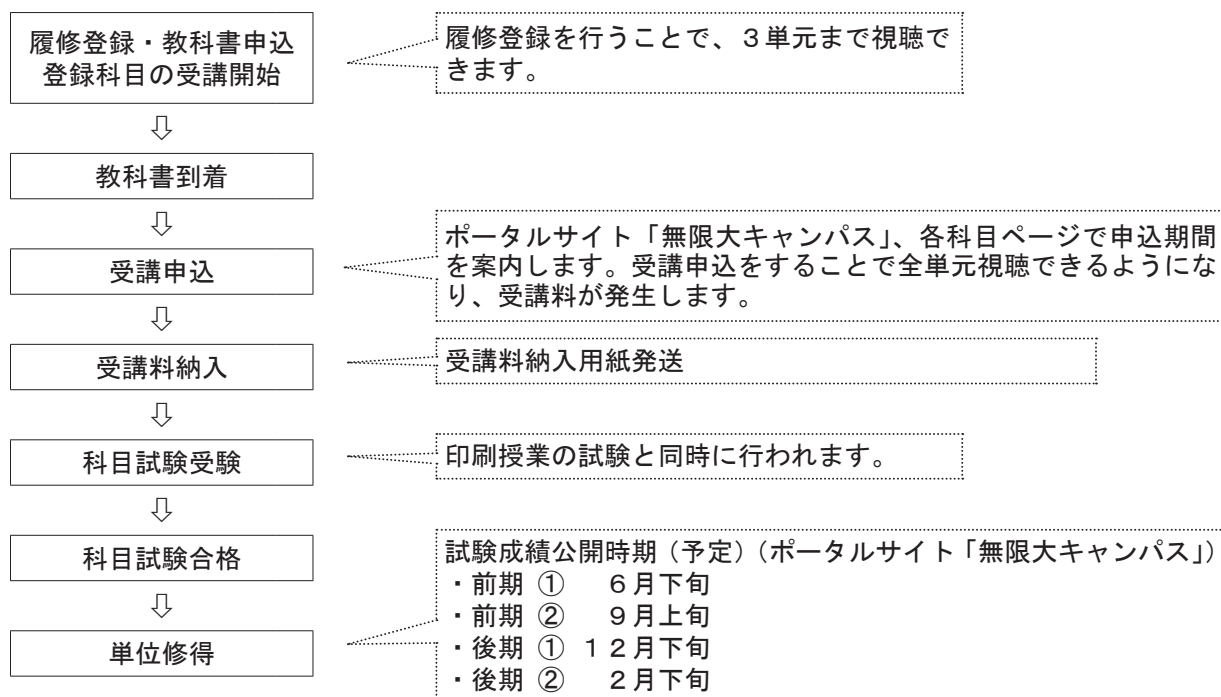 履修登録・教科書申込
登録科目の受講開始
履修登録を行うことで、３単元まで視聴で
きます。
⇩
教科書到着
⇩
受講申込
ポータルサイト「無限大キャンパス」、各科目ページで申込期間
を案内します。受講申込をすることで全単元視聴できるようにな
り、受講料が発生します。
⇩
受講料納入
受講料納入用紙発送
⇩
科目試験受験
印刷授業の試験と同時に行われます。
⇩
科目試験合格
⇩
単位修得
試験成績公開時期（予定）（ポータルサイト「無限大キャンパス」）
・前期 ①　６月下旬
・前期 ②　９月上旬
・後期 ① １２月下旬
・後期 ②　２月下旬